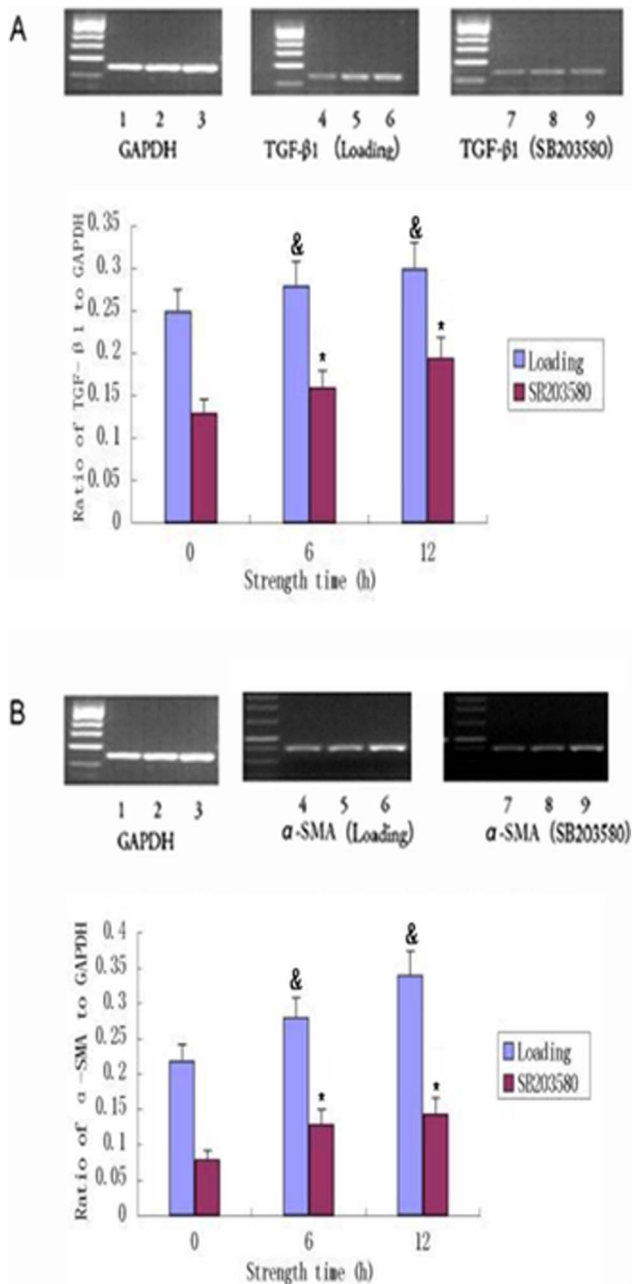 A
1 2 3 4 5 6 7 8 9
GAPDH TGF-β1 (Loading) TGF-β1 (SB203580)
Ratio of TGF-β1 to GAPDH
0.35
0.3
0.25
0.2
0.15
0.1
0.05
0
& &
* *
Loading
SB203580
0 6 12
Strength time (h)
B
1 2 3 4 5 6 7 8 9
GAPDH α-SMA (Loading) α-SMA (SB203580)
Ratio of α-SMA to GAPDH
0.4
0.35
0.3
0.25
0.2
0.15
0.1
0.05
0
& &
* *
Loading
SB203580
0 6 12
Strength time (h)